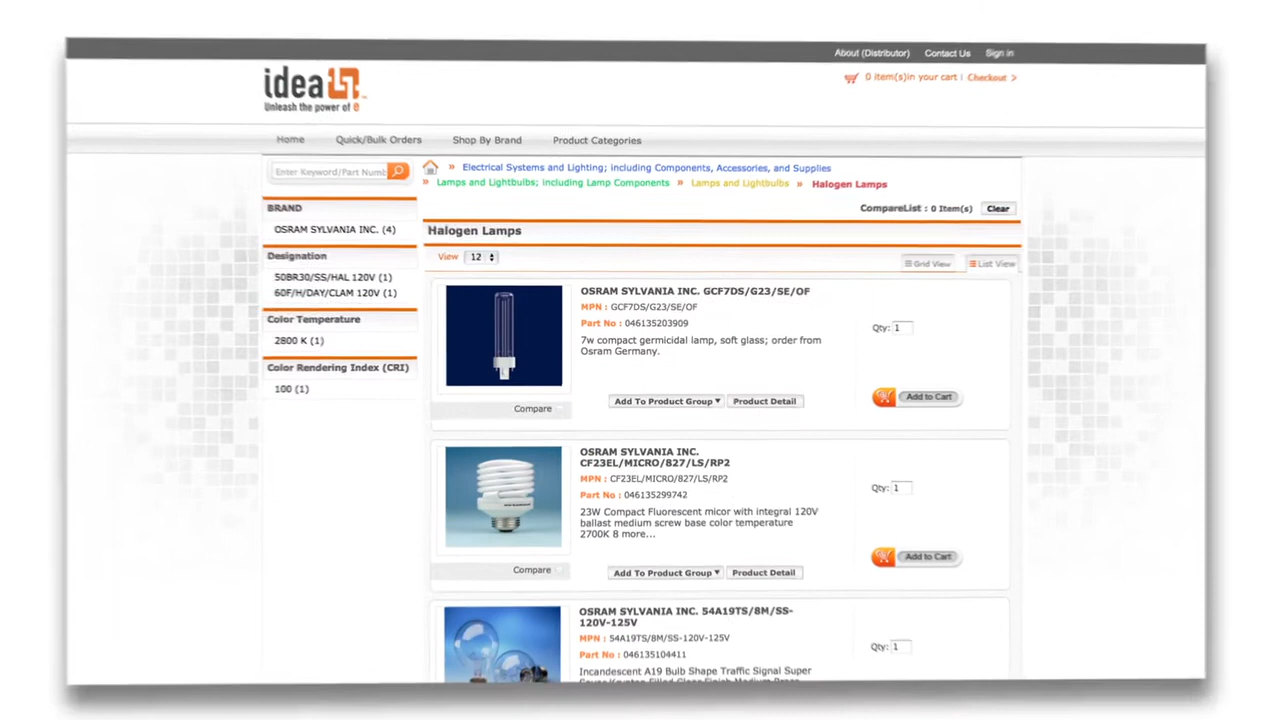 About (Distributor) Contact Us Sign in
idea
Unleash the power of e
0 item(s)in your cart | Checkout >
Home Quick/Bulk Orders Shop By Brand Product Categories
Enter Keyword/Part Numb
» Electrical Systems and Lighting; including Components, Accessories, and Supplies
» Lamps and Lightbulbs; including Lamp Components » Lamps and Lightbulbs » Halogen Lamps
CompareList : 0 Item(s) Clear
BRAND
OSRAM SYLVANIA INC. (4)
Designation
50BR30/SS/HAL 120V (1)
60F/H/DAY/CLAM 120V (1)
Color Temperature
2800 K (1)
Color Rendering Index (CRI)
100 (1)
Halogen Lamps
View 12 Grid View List View
OSRAM SYLVANIA INC. GCF7DS/G23/SE/OF
MPN : GCF7DS/G23/SE/OF
Part No : 046135203909
7w compact germicidal lamp, soft glass; order from
Osram Germany.
Qty: 1
Compare
Add To Product Group Product Detail
Add to Cart
OSRAM SYLVANIA INC.
CF23EL/MICRO/827/LS/RP2
MPN : CF23EL/MICRO/827/LS/RP2
Part No : 046135299742
23W Compact Fluorescent micor with integral 120V
ballast medium screw base color temperature
2700K 8 more...
Qty: 1
Compare
Add To Product Group Product Detail
Add to Cart
OSRAM SYLVANIA INC. 54A19TS/8M/SS-
120V-125V
MPN : 54A19TS/8M/SS-120V-125V
Part No : 046135104411
Incandescent A19 Bulb Shape Traffic Signal Super
Qty: 1